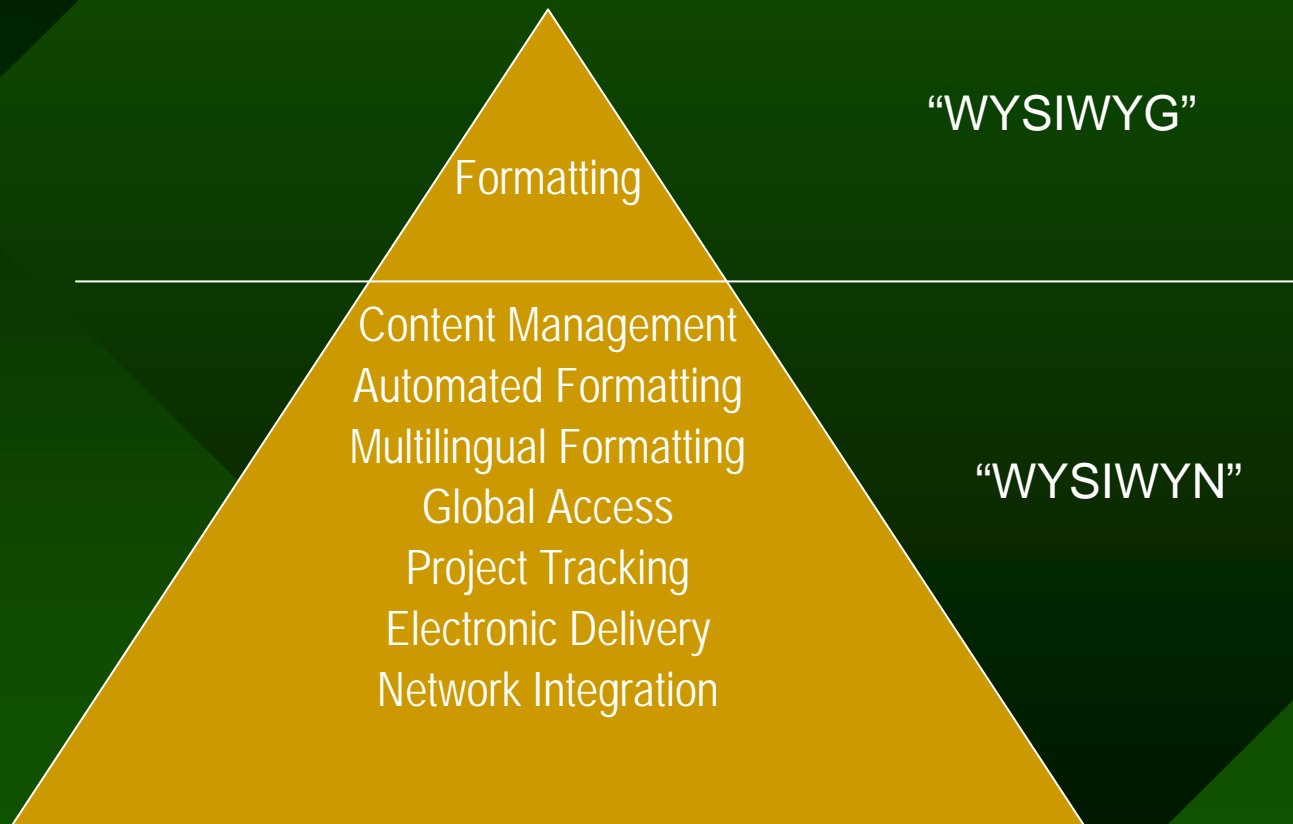 “WYSIWYG”
Formatting
Content Management
Automated Formatting
Multilingual Formatting
Global Access
“WYSIWYN”
Project Tracking
Electronic Delivery
Network Integration